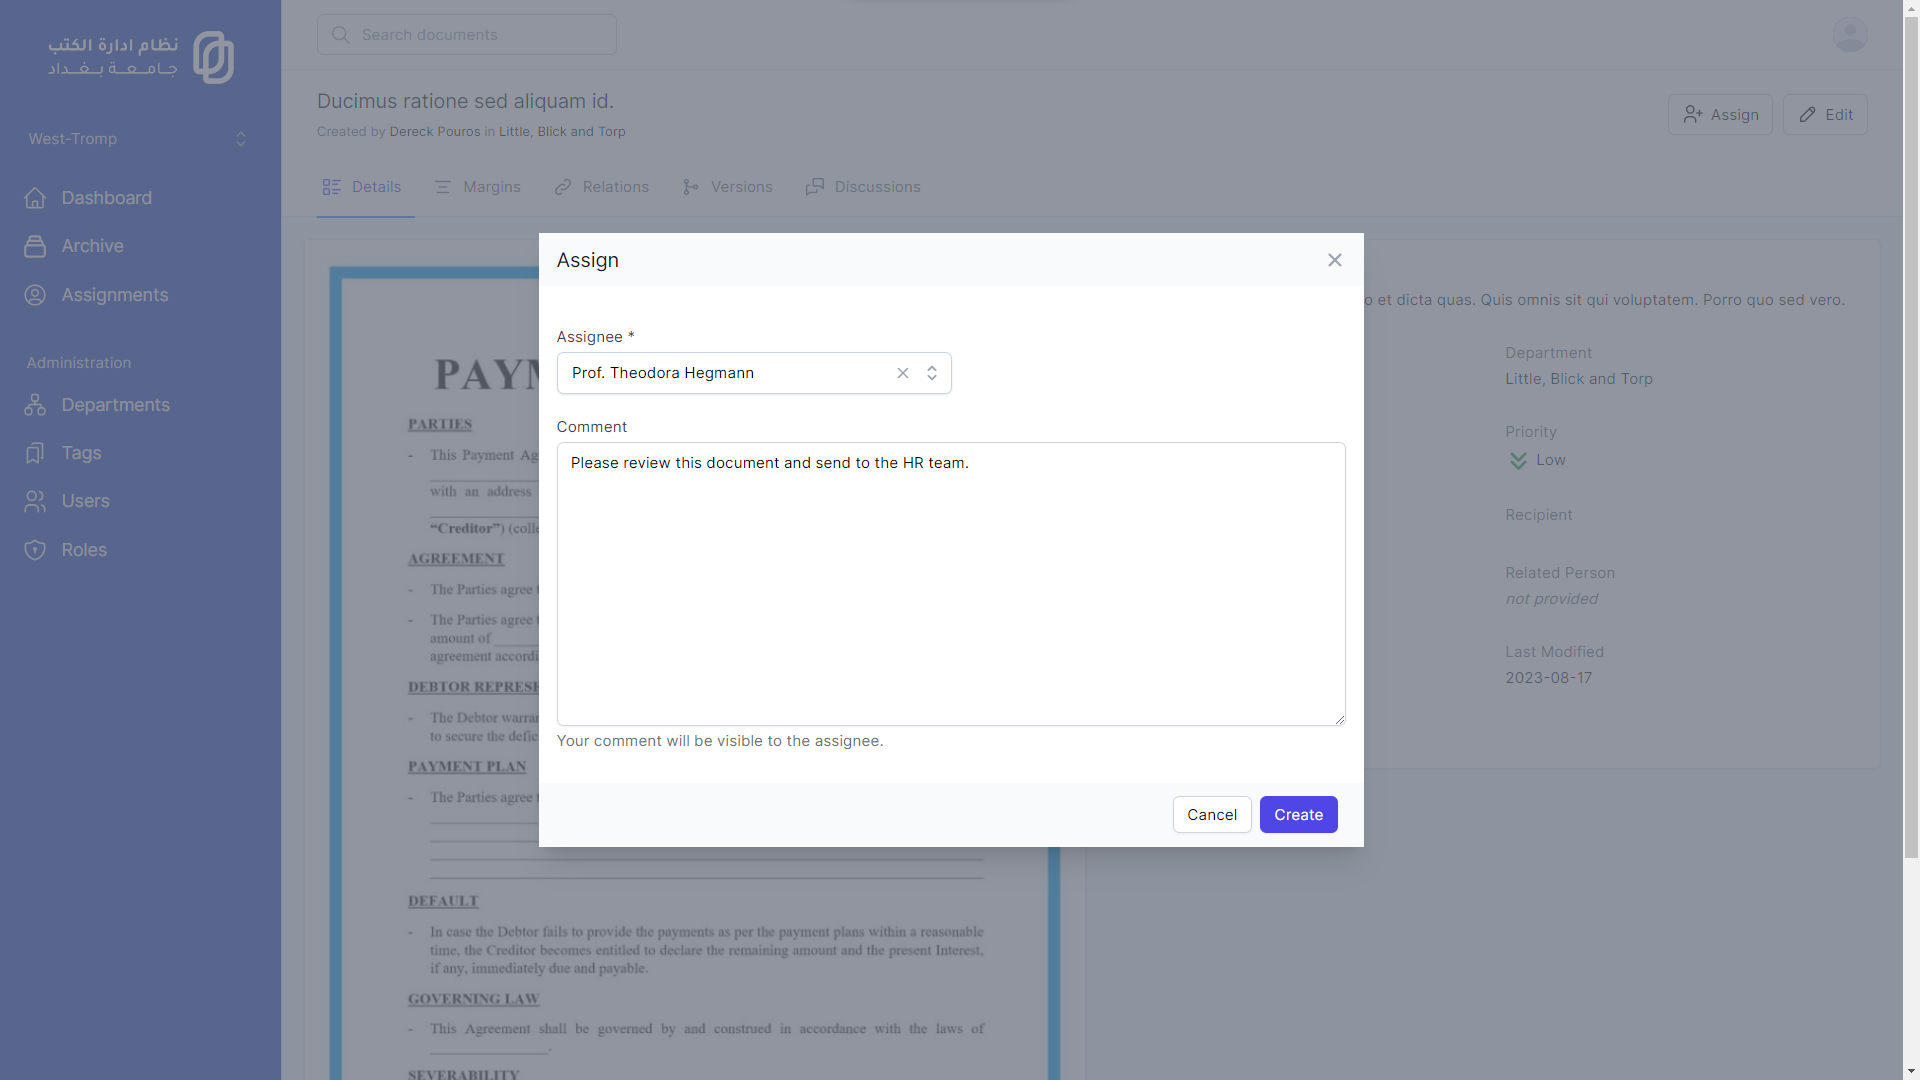 نظام ادارة الكتب
جامعة بغداد
West-Tromp
Dashboard
Archive
Assignments
Administration
Departments
Tags
Users
Roles
Search documents
Ducimus ratione sed aliquam id.
Created by Dereck Pouros in Little, Blick and Torp
Assign
Edit
Details
Margins
Relations
Versions
Discussions
Assign
Assignee *
Prof. Theodora Hegmann
Comment
Please review this document and send to the HR team.
Your comment will be visible to the assignee.
Cancel
Create
et dicta quas. Quis omnis sit qui voluptatem. Porro quo sed vero.
Department
Little, Blick and Torp
Priority
Low
Recipient
Related Person
not provided
Last Modified
2023-08-17
PARTIES
- This Payment
with an address
“Creditor”)
AGREEMENT
- The Parties agree
- The Parties agree
amount of
agreement
DEBTOR
- The Debtor
to secure the
PAYMENT PLAN
- The Parties agree
DEFAULT
- In case the Debtor fails to provide the payments as per the payment plans within a reasonable
time, the Creditor becomes entitled to declare the remaining amount and the present Interest,
if any, immediately due and payable.
GOVERNING LAW
- This Agreement shall be governed by and construed in accordance with the laws of
.
SEVERABILITY